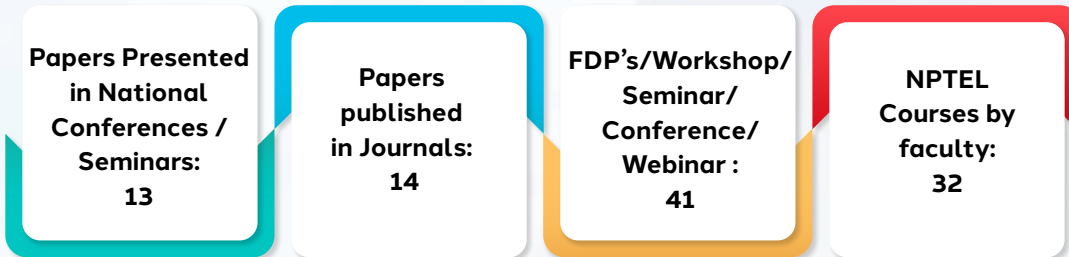 Papers Presented
in National
Conferences /
Seminars:
13
Papers
published
in Journals:
14
FDP's/Workshop/
Seminar/
Conference/
Webinar :
41
NPTEL
Courses by
faculty:
32